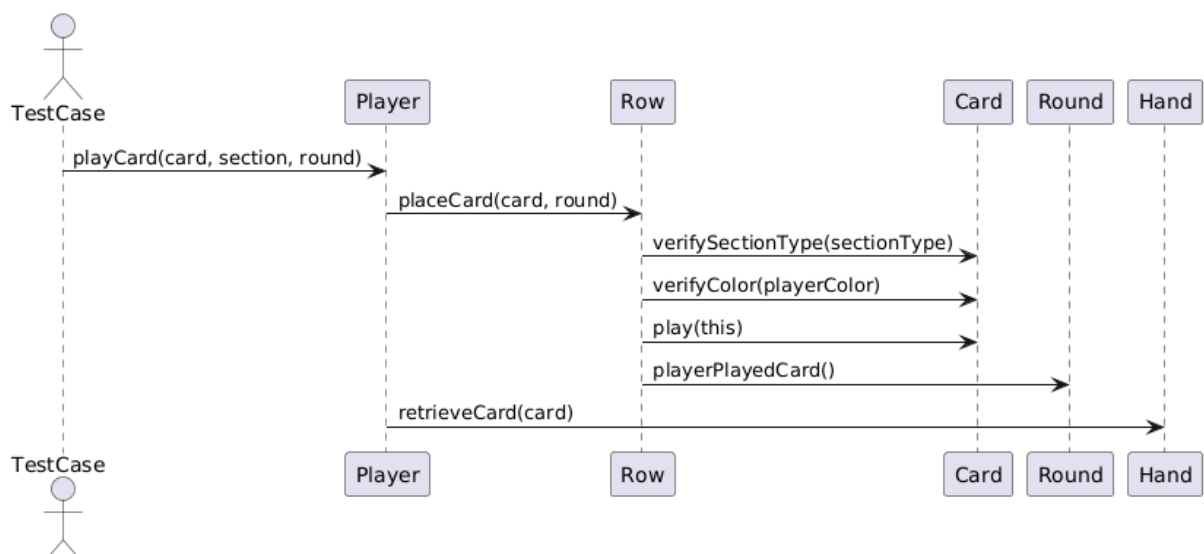 TestCase
Player
Row
Card
Round
Hand
playCard(card, section, round)
placeCard(card, round)
verifySectionType(sectionType)
verifyColor(playerColor)
play(this)
playerPlayedCard()
retrieveCard(card)
TestCase
Player
Row
Card
Round
Hand